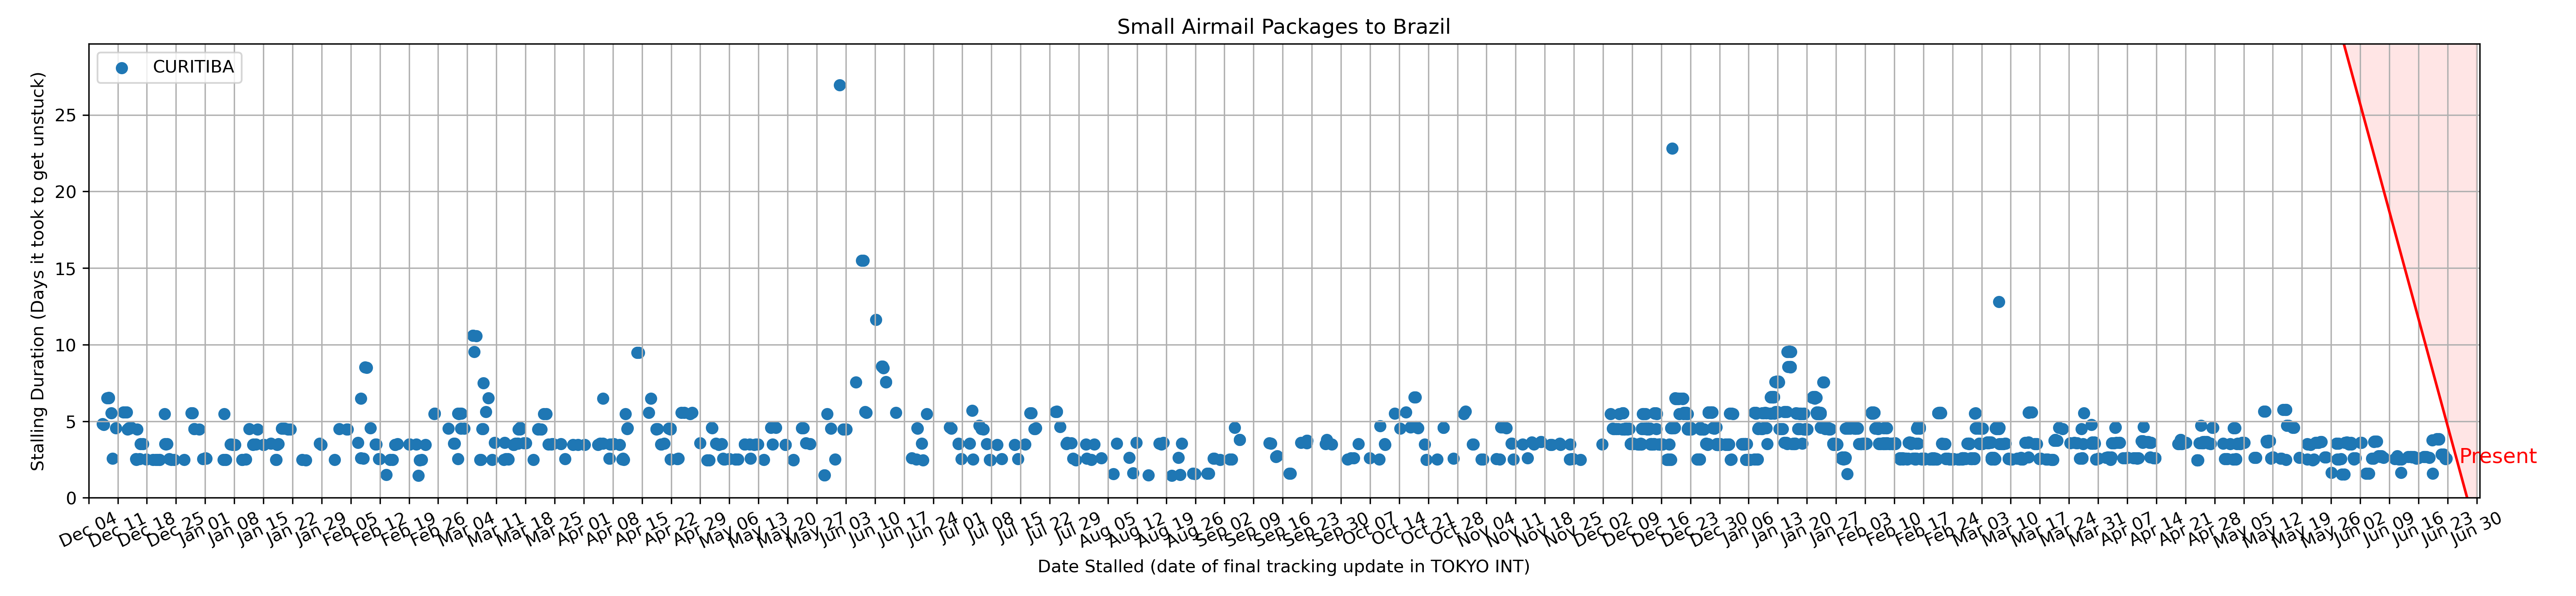 Small Airmail Packages to Brazil
CURITIBA
Stalling Duration (Days it took to get unstuck)
25
20
15
10
5
0
Present
Dec 04 Dec 11 Dec 18 Dec 25 Jan 01 Jan 08 Jan 15 Jan 22 Jan 29 Feb 05 Feb 12 Feb 19 Feb 26 Mar 04 Mar 11 Mar 18 Mar 25 Apr 01 Apr 08 Apr 15 Apr 22 Apr 29 May 06 May 13 May 20 May 27 Jun 03 Jun 10 Jun 17 Jun 24 Jul 01 Jul 08 Jul 15 Jul 22 Jul 29 Aug 05 Aug 12 Aug 19 Aug 26 Sep 02 Sep 09 Sep 16 Sep 23 Sep 30 Oct 07 Oct 14 Oct 21 Oct 28 Nov 04 Nov 11 Nov 18 Nov 25 Dec 02 Dec 09 Dec 16 Dec 23 Dec 30 Jan 06 Jan 13 Jan 20 Jan 27 Feb 03 Feb 10 Feb 17 Feb 24 Mar 03 Mar 10 Mar 17 Mar 24 Mar 31 Apr 07 Apr 14 Apr 21 Apr 28 May 05 May 12 May 19 May 26 Jun 02 Jun 09 Jun 16 Jun 23 Jun 30
Date Stalled (date of final tracking update in TOKYO INT)